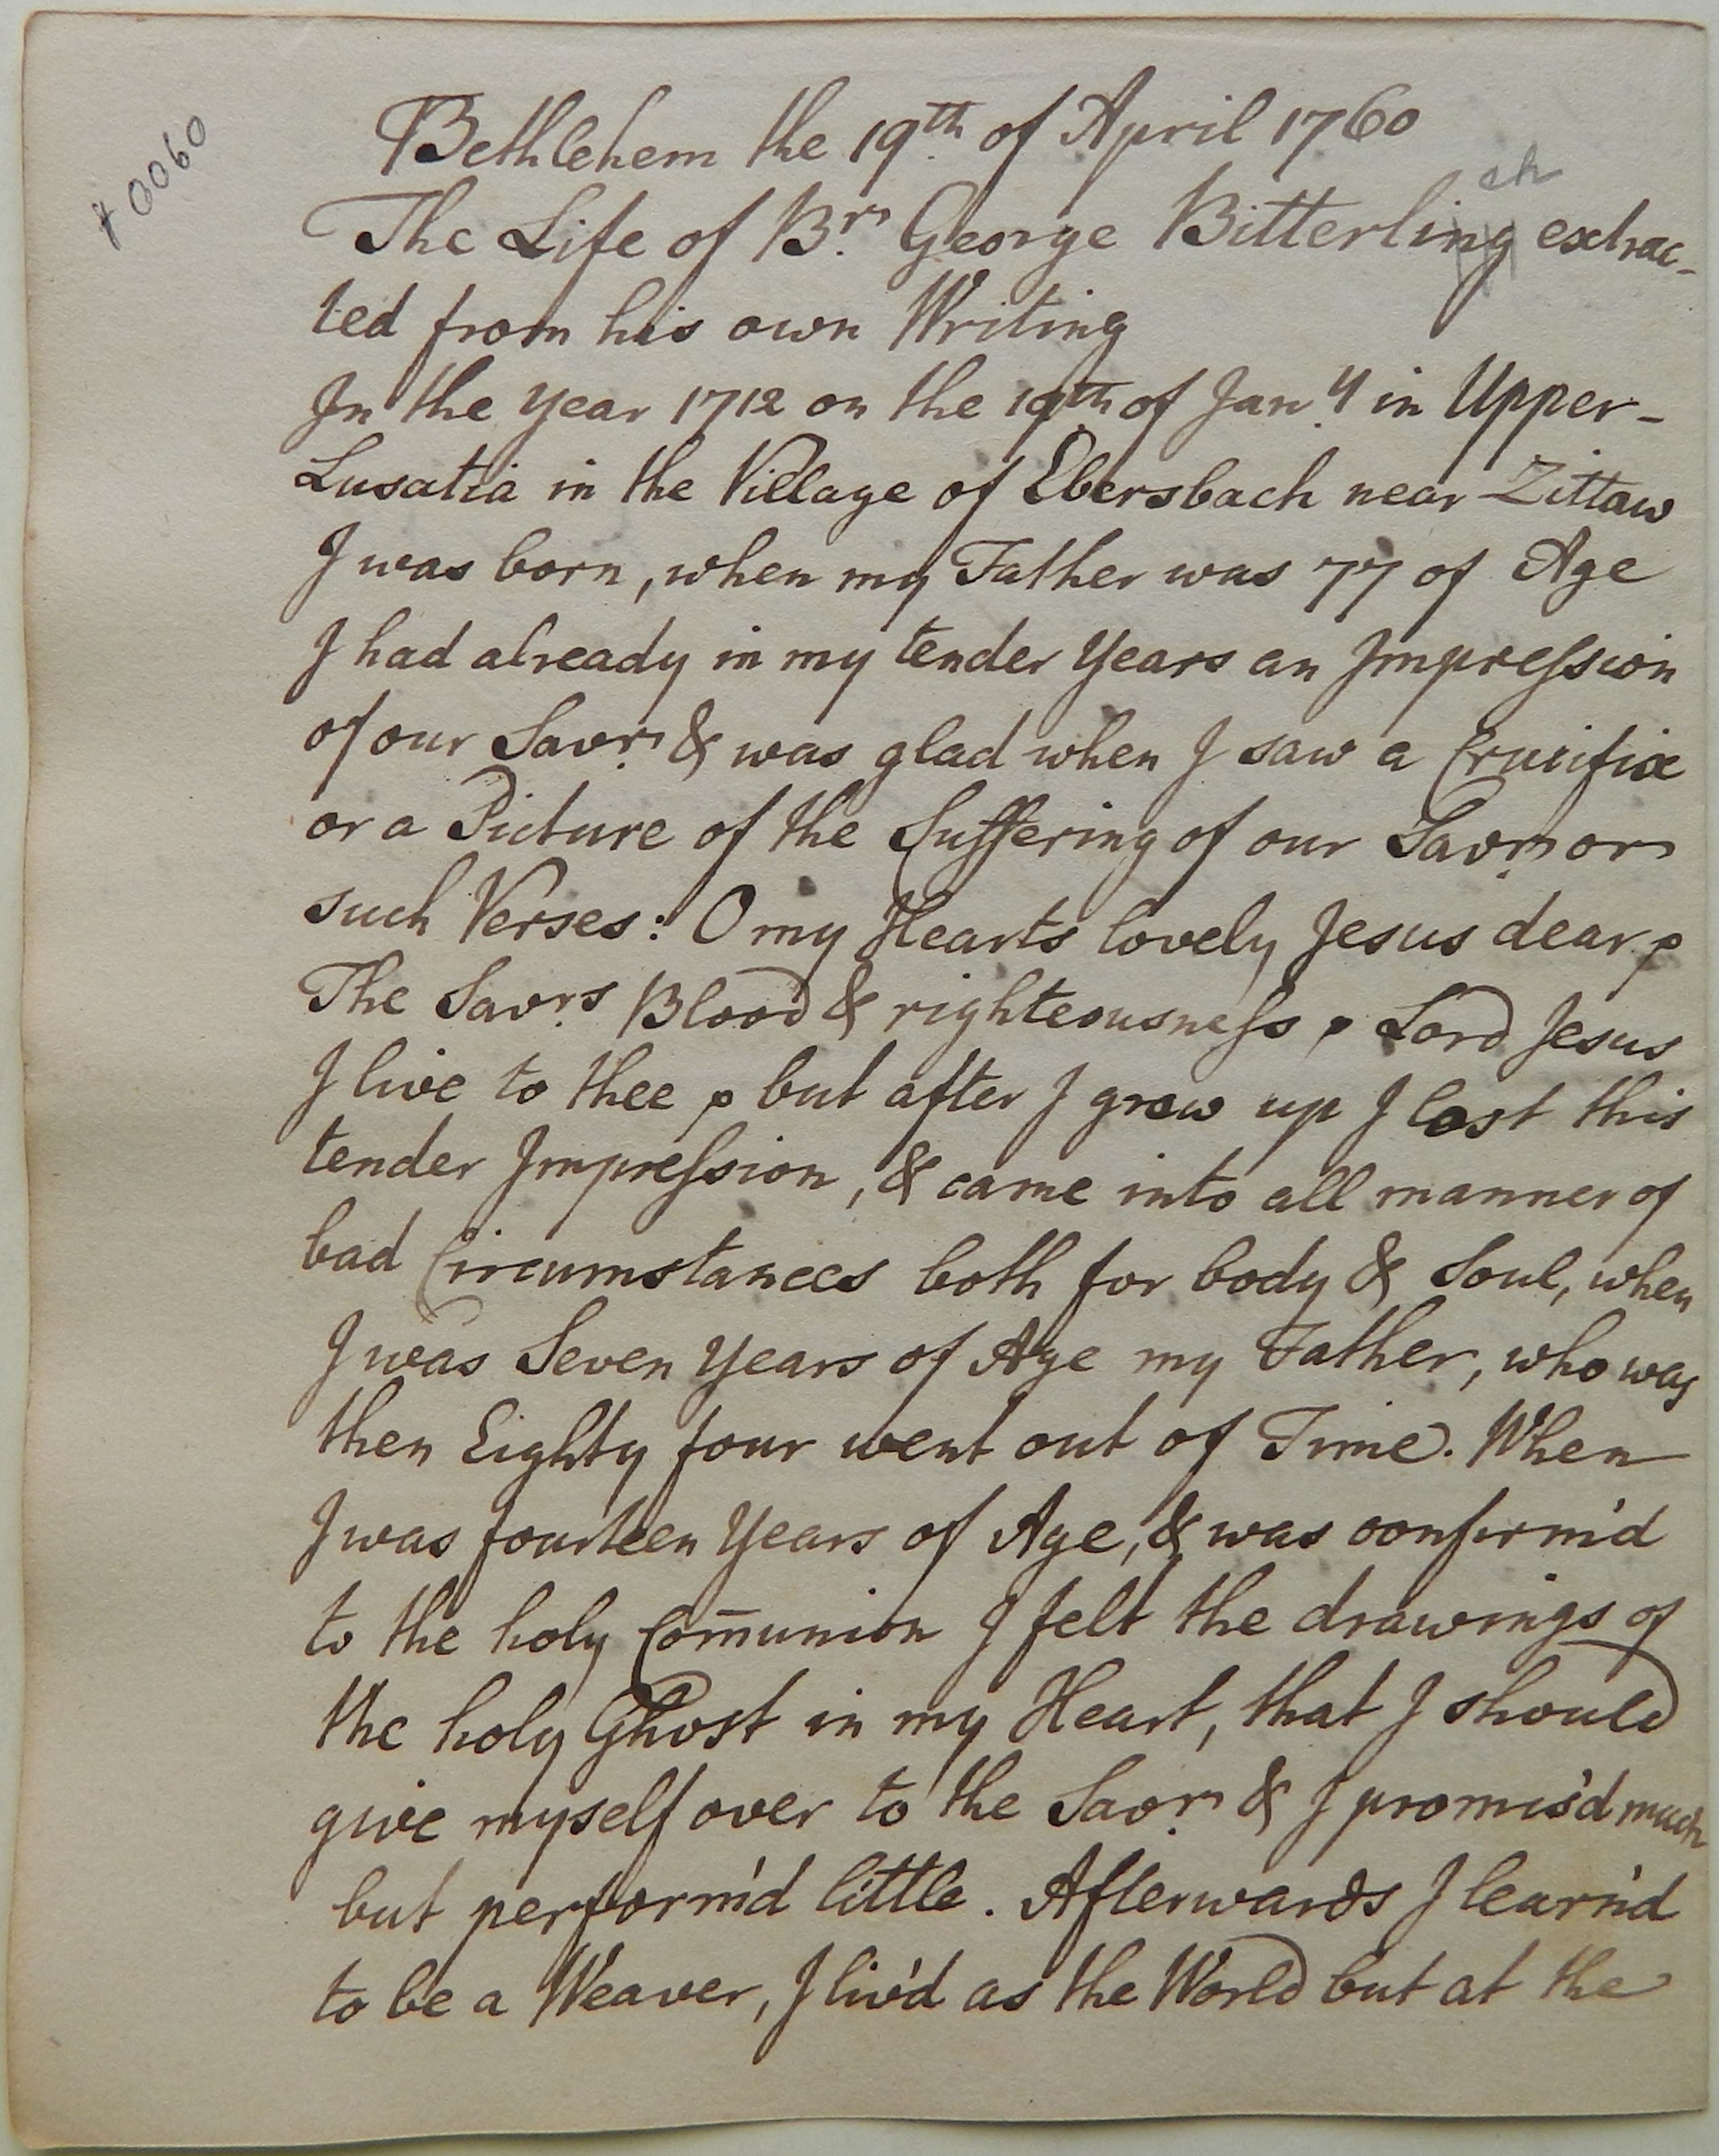 † 0060
Bethlehem the 19th. of April 1760
ch
The Life of Br. George Bitterling extrac-
ted from his own Writing
In the Year 1712 on the 19th of Jan.y in Upper-
Lusatia in the Village of Ebersbach near Zittaw
I was born, when my Father was 77 of Age
I had already in my tender Years an Impreſsion
of our Savr. & was glad when I saw a Crucifix
or a Picture of the Suffering of our Savr. or
such Verses: O my Hearts lovely Jesus dear p
The Savrs. Blood & righteousneſs p Lord Jesus
I live to thee p but after I grow up I lost this
tender Impreſsion, & came into all manner of
bad Circumstances both for body & Soul, when
I was Seven Years of Age my Father, who was
then Eighty four went out of Time. When
I was fourteen Years of Age, & was confirm'd
to the holy Com̅union I felt the drawings of
the holy Ghost in my Heart, that I should
give myself over to the Savr. & I promis'd much
but perform'd little. Afterwards I learn'd
to be a Weaver, I liv'd as the World but at the